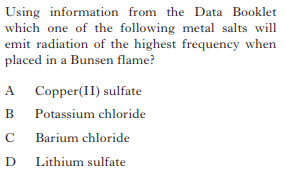 Using information from the Data Booklet
which one of the following metal salts will
emit radiation of the highest frequency when
placed in a Bunsen flame?
A Copper(II) sulfate
B Potassium chloride
C Barium chloride
D Lithium sulfate